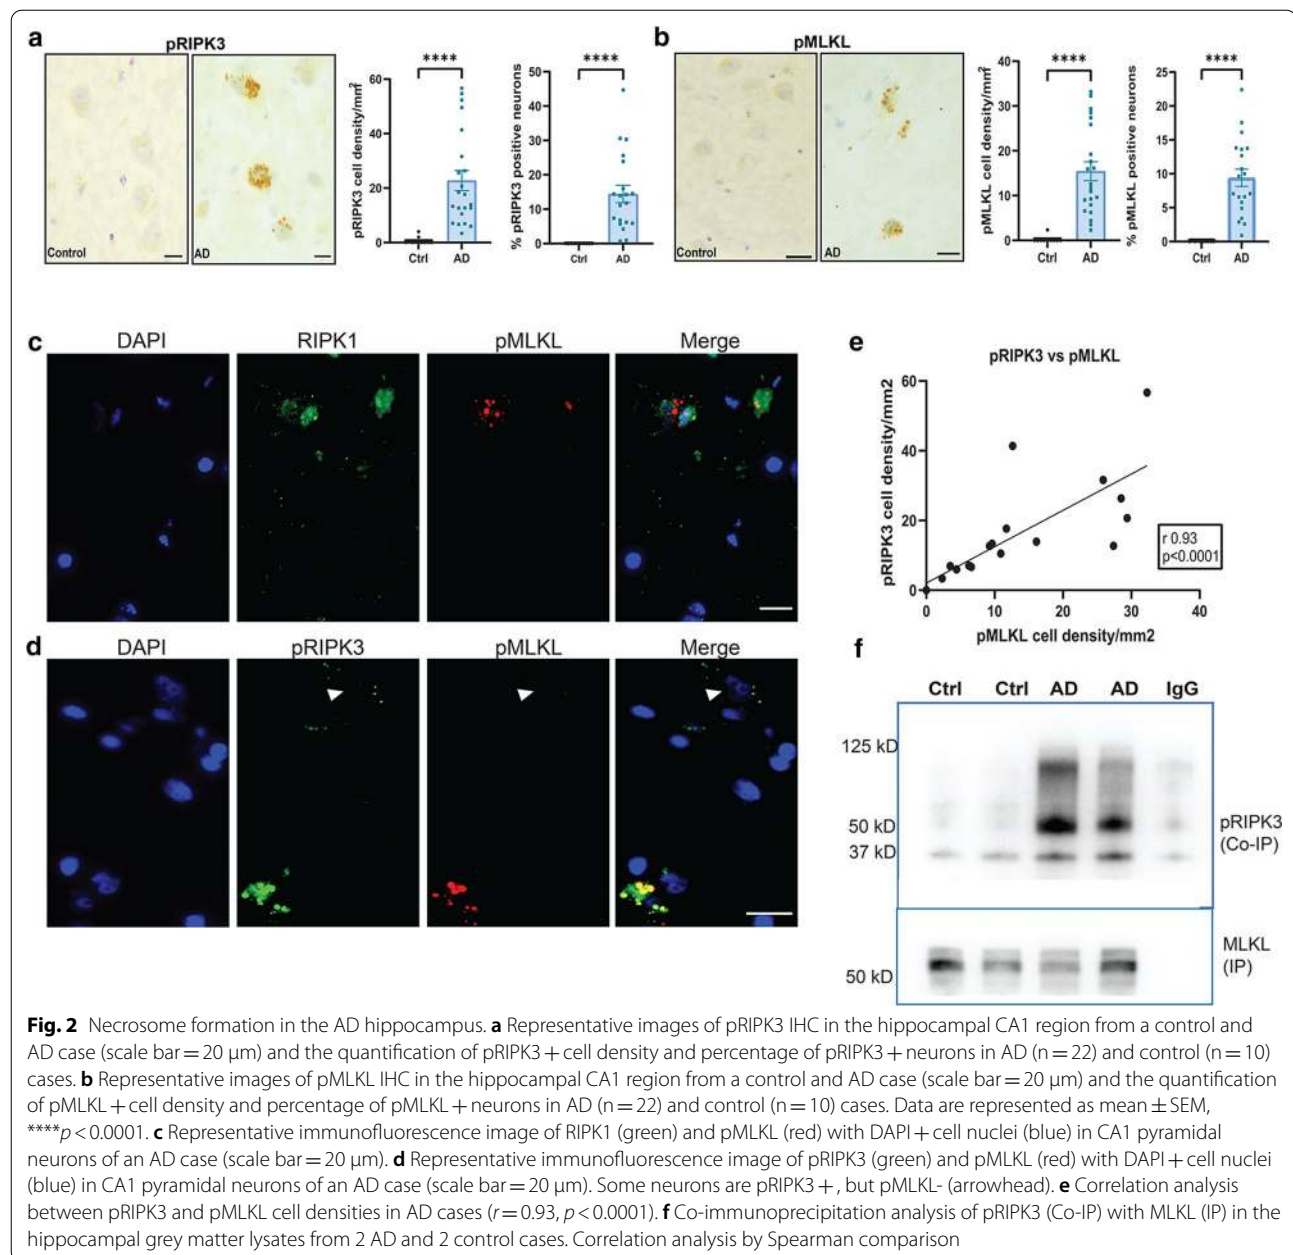 a
pRIPK3
Control
AD
pRIPK3 cell density/mm²
60
40
20
0
****
Ctrl AD
% pRIPK3 positive neurons
50
40
30
20
10
0
****
Ctrl AD
b
pMLKL
Control
AD
pMLKL cell density/mm²
40
30
20
10
0
****
Ctrl AD
% pMLKL positive neurons
25
20
15
10
5
0
****
Ctrl AD
c
DAPI RIPK1 pMLKL Merge
d
DAPI pRIPK3 pMLKL Merge
e
pRIPK3 vs pMLKL
pRIPK3 cell density/mm2
60
40
20
0
0 10 20 30 40
pMLKL cell density/mm2
r 0.93
p<0.0001
f
Ctrl Ctrl AD AD IgG
125 kD
50 kD
37 kD
pRIPK3
(Co-IP)
50 kD
MLKL
(IP)
Fig. 2 Necrosome formation in the AD hippocampus. a Representative images of pRIPK3 IHC in the hippocampal CA1 region from a control and
AD case (scale bar = 20 µm) and the quantification of pRIPK3 + cell density and percentage of pRIPK3 + neurons in AD (n = 22) and control (n = 10)
cases. b Representative images of pMLKL IHC in the hippocampal CA1 region from a control and AD case (scale bar = 20 µm) and the quantification
of pMLKL + cell density and percentage of pMLKL + neurons in AD (n = 22) and control (n = 10) cases. Data are represented as mean ± SEM,
****p < 0.0001. c Representative immunofluorescence image of RIPK1 (green) and pMLKL (red) with DAPI + cell nuclei (blue) in CA1 pyramidal
neurons of an AD case (scale bar = 20 µm). d Representative immunofluorescence image of pRIPK3 (green) and pMLKL (red) with DAPI + cell nuclei
(blue) in CA1 pyramidal neurons of an AD case (scale bar = 20 µm). Some neurons are pRIPK3 +, but pMLKL- (arrowhead). e Correlation analysis
between pRIPK3 and pMLKL cell densities in AD cases (r = 0.93, p < 0.0001). f Co-immunoprecipitation analysis of pRIPK3 (Co-IP) with MLKL (IP) in the
hippocampal grey matter lysates from 2 AD and 2 control cases. Correlation analysis by Spearman comparison